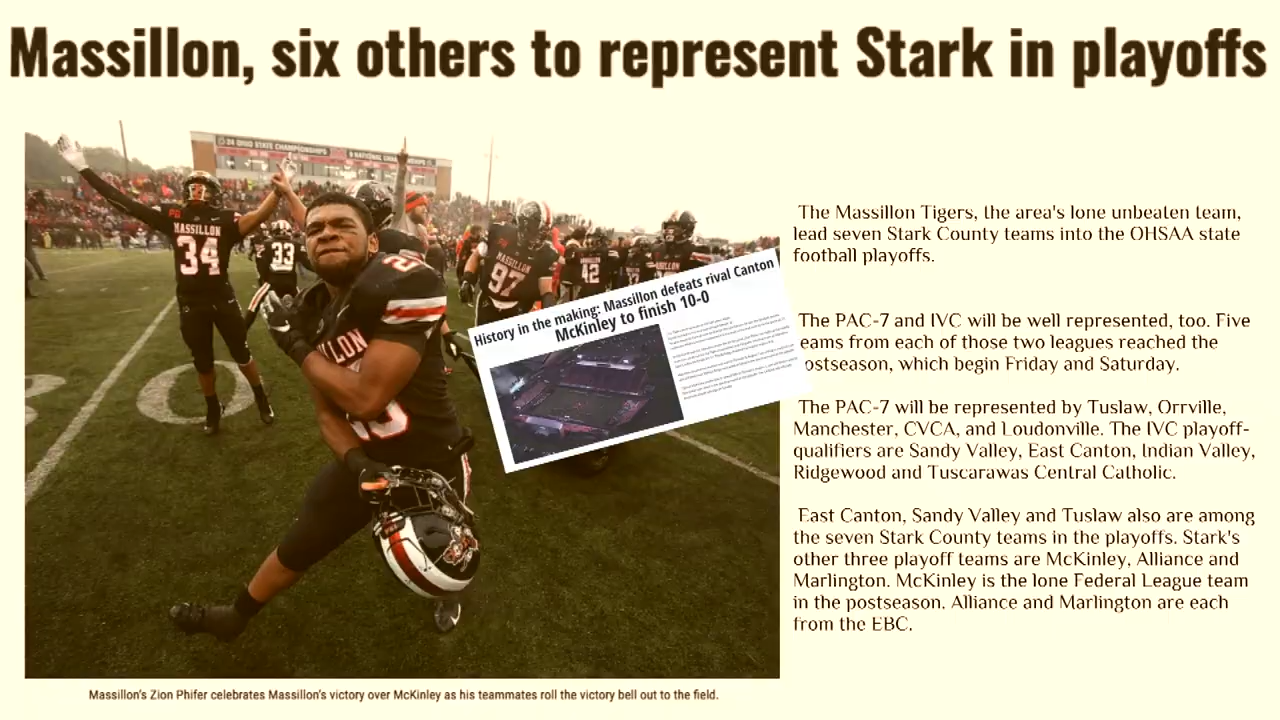 Massillon, six others to represent Stark in playoffs
24 OHIO STATE CHAMPIONSHIPS
9 NATIONAL CHAMPIONSHIPS
MASSILLON
34
33
97
42
History in the making: Massillon defeats rival Canton
McKinley to finish 10-0
The Massillon Tigers, the area's lone unbeaten team,
lead seven Stark County teams into the OHSAA state
football playoffs.
The PAC-7 and IVC will be well represented, too. Five
eams from each of those two leagues reached the
ostseason, which begin Friday and Saturday.
The PAC-7 will be represented by Tuslaw, Orrville,
Manchester, CVCA, and Loudonville. The IVC playoff-
qualifiers are Sandy Valley, East Canton, Indian Valley,
Ridgewood and Tuscarawas Central Catholic.
East Canton, Sandy Valley and Tuslaw also are among
the seven Stark County teams in the playoffs. Stark's
other three playoff teams are McKinley, Alliance and
Marlington. McKinley is the lone Federal League team
in the postseason. Alliance and Marlington are each
from the EBC.
Massillon's Zion Phifer celebrates Massillon's victory over McKinley as his teammates roll the victory bell out to the field.